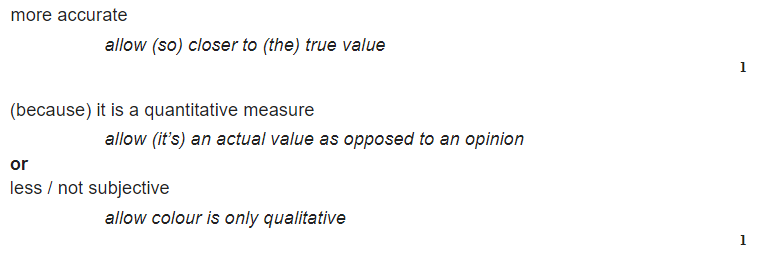 more accurate
allow (so) closer to (the) true value
1
(because) it is a quantitative measure
allow (it’s) an actual value as opposed to an opinion
or
less / not subjective
allow colour is only qualitative
1